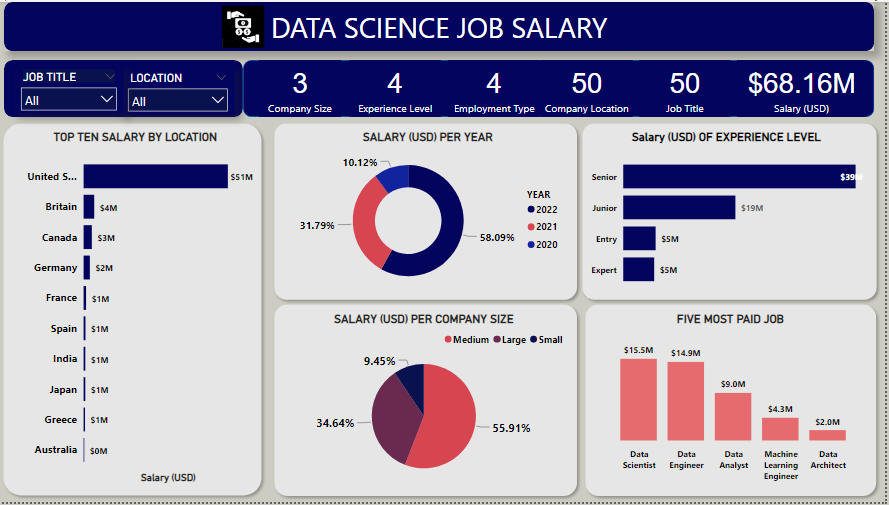 DATA SCIENCE JOB SALARY
JOB TITLE
All
LOCATION
All
3
Company Size
4
Experience Level
4
Employment Type
50
Company Location
50
Job Title
$68.16M
Salary (USD)
TOP TEN SALARY BY LOCATION
United S... $51M
Britain $4M
Canada $3M
Germany $2M
France $1M
Spain $1M
India $1M
Japan $1M
Greece $1M
Australia $0M
Salary (USD)
SALARY (USD) PER YEAR
10.12%
31.79%
58.09%
YEAR
2022
2021
2020
Salary (USD) OF EXPERIENCE LEVEL
Senior $39M
Junior $19M
Entry $5M
Expert $5M
SALARY (USD) PER COMPANY SIZE
Medium Large Small
9.45%
34.64%
55.91%
FIVE MOST PAID JOB
$15.5M
$14.9M
$9.0M
$4.3M
$2.0M
Data
Scientist
Data
Engineer
Data
Analyst
Machine
Learning
Engineer
Data
Architect